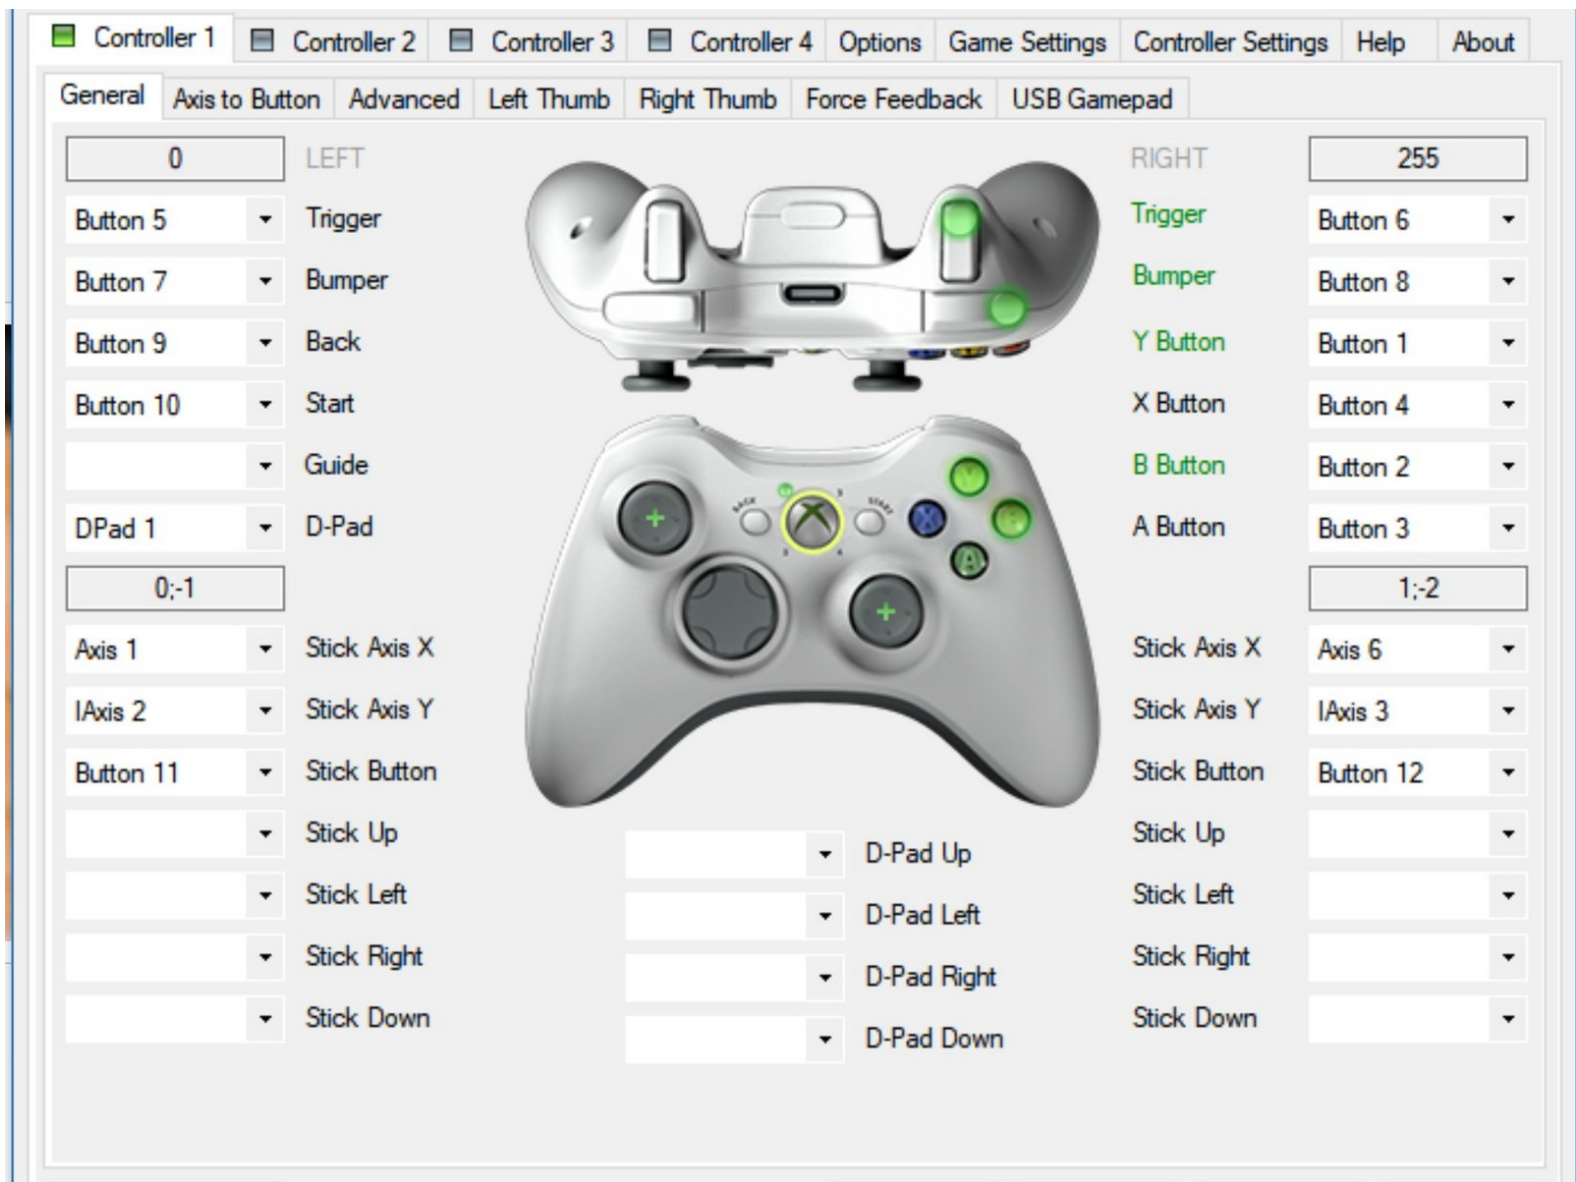 Controller 1 Controller 2 Controller 3 Controller 4 Options Game Settings Controller Settings Help About
General Axis to Button Advanced Left Thumb Right Thumb Force Feedback USB Gamepad
0 LEFT RIGHT 255
Button 5 Trigger Trigger Button 6
Button 7 Bumper Bumper Button 8
Button 9 Back Y Button Button 1
Button 10 Start X Button Button 4
Guide B Button Button 2
DPad 1 D-Pad A Button Button 3
BACK START
Y
X B
A
0;-1 1;-2
Axis 1 Stick Axis X Stick Axis X Axis 6
IAxis 2 Stick Axis Y Stick Axis Y IAxis 3
Button 11 Stick Button Stick Button Button 12
Stick Up D-Pad Up Stick Up
Stick Left D-Pad Left Stick Left
Stick Right D-Pad Right Stick Right
Stick Down D-Pad Down Stick Down